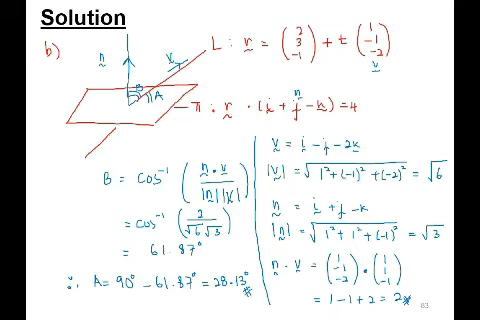 Solution
b)
n
v
B
A
L : r = (2 3 -1) + t (1 -1 -2)
v
n
π : r · (i + j - k) = 4
B = cos⁻¹ (n · v / |n||v|)
= cos⁻¹ (2 / √6 √3)
= 61.87°
∴ A = 90° - 61.87° = 28.13° #
v = i - j - 2k
|v| = √(1² + (-1)² + (-2)²) = √6
n = i + j - k
|n| = √(1² + 1² + (-1)²) = √3
n · v = (1 -1 -2) · (1 1 -1)
= 1 - 1 + 2 = 2
83